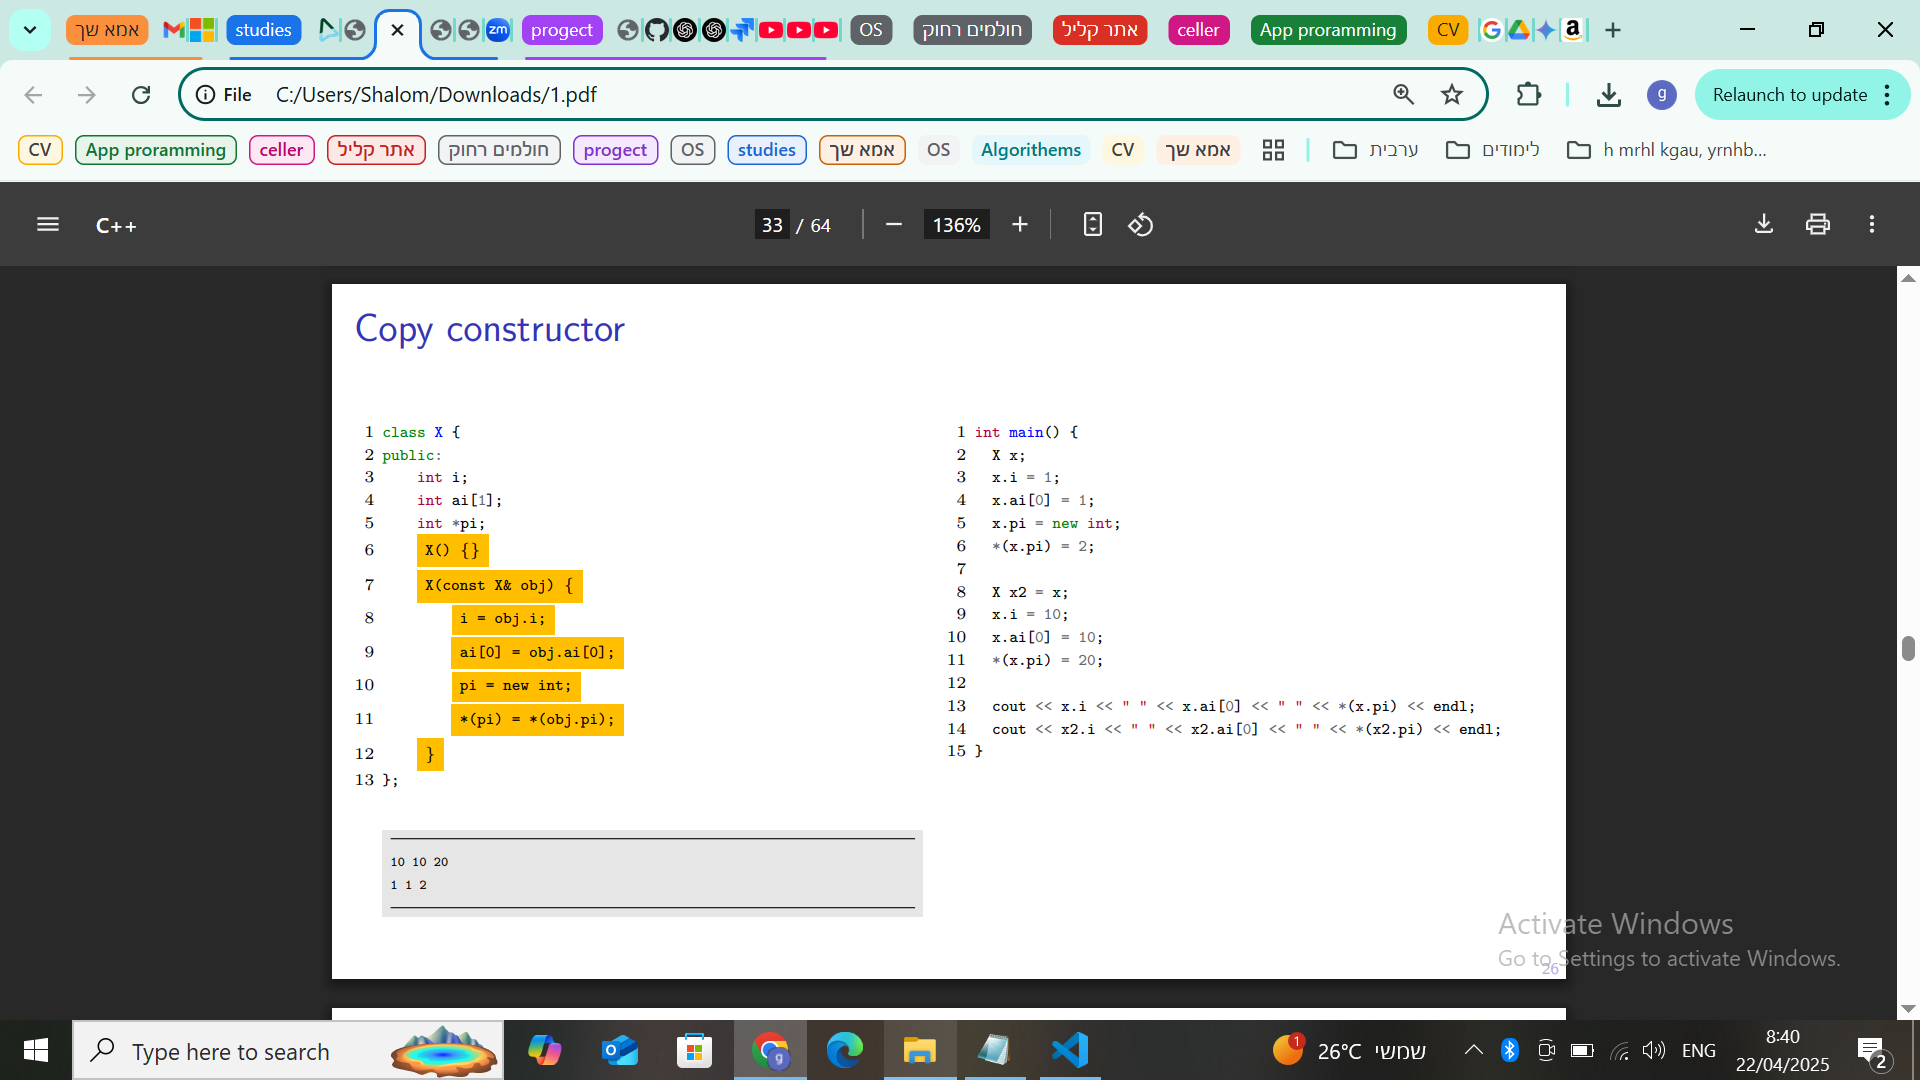 אמא שך studies zm progect OS חולמים רחוק אתר קליל celler App proramming CV
File C:/Users/Shalom/Downloads/1.pdf g Relaunch to update
CV App proramming celler אתר קליל חולמים רחוק progect OS studies אמא שך OS Algorithems CV אמא שך ערבית לימודים h mrhl kgau, yrnhb...
C++ 33 / 64 136%
Copy constructor
1 class X {
2 public:
3 int i;
4 int ai[1];
5 int *pi;
6 X() {}
7 X(const X& obj) {
8 i = obj.i;
9 ai[0] = obj.ai[0];
10 pi = new int;
11 *(pi) = *(obj.pi);
12 }
13 };
1 int main() {
2 X x;
3 x.i = 1;
4 x.ai[0] = 1;
5 x.pi = new int;
6 *(x.pi) = 2;
7
8 X x2 = x;
9 x.i = 10;
10 x.ai[0] = 10;
11 *(x.pi) = 20;
12
13 cout << x.i << " " << x.ai[0] << " " << *(x.pi) << endl;
14 cout << x2.i << " " << x2.ai[0] << " " << *(x2.pi) << endl;
15 }
10 10 20
1 1 2
26
Activate Windows
Go to Settings to activate Windows.
Type here to search 1 26°C שמשי ENG 8:40
22/04/2025 2